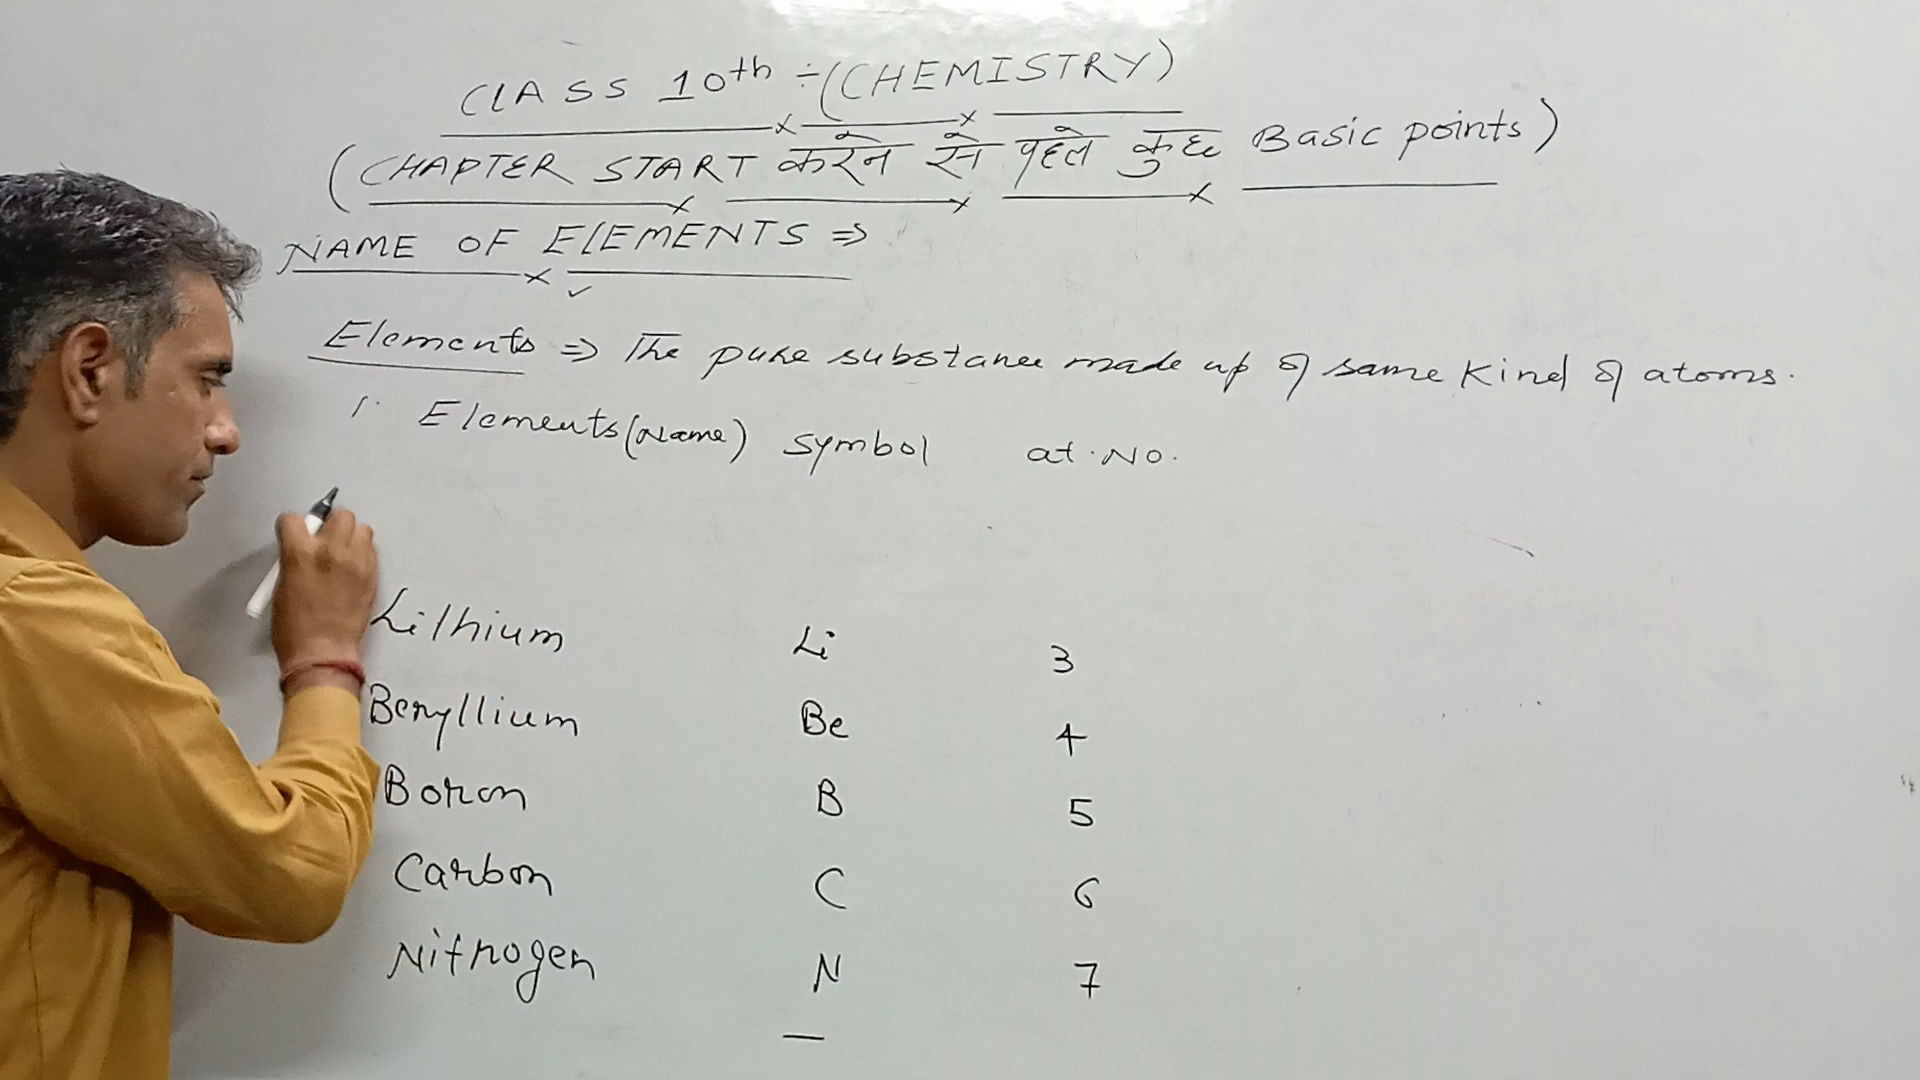 CLASS 10th ÷ (CHEMISTRY)
(CHAPTER START करने से पहले कुछ Basic points)
NAME OF ELEMENTS ⇒
Elements ⇒ The pure substance made up of same kind of atoms.
1. Elements (Name) Symbol at. No.
Lithium Li 3
Beryllium Be 4
Boron B 5
Carbon C 6
Nitrogen N 7